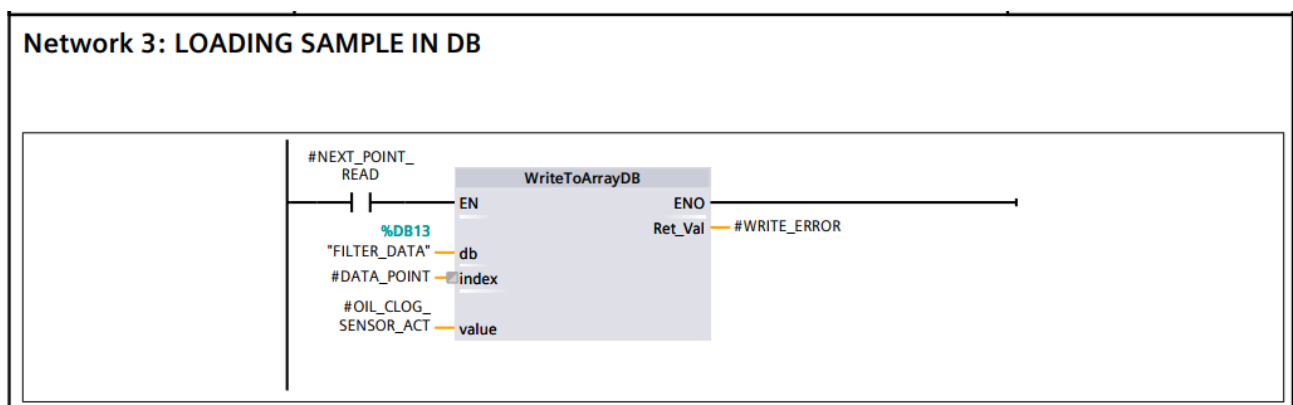 Network 3: LOADING SAMPLE IN DB
#NEXT_POINT_
READ
WriteToArrayDB
EN
ENO
%DB13
"FILTER_DATA"
db
Ret_Val
#WRITE_ERROR
#DATA_POINT
index
#OIL_CLOG_
SENSOR_ACT
value